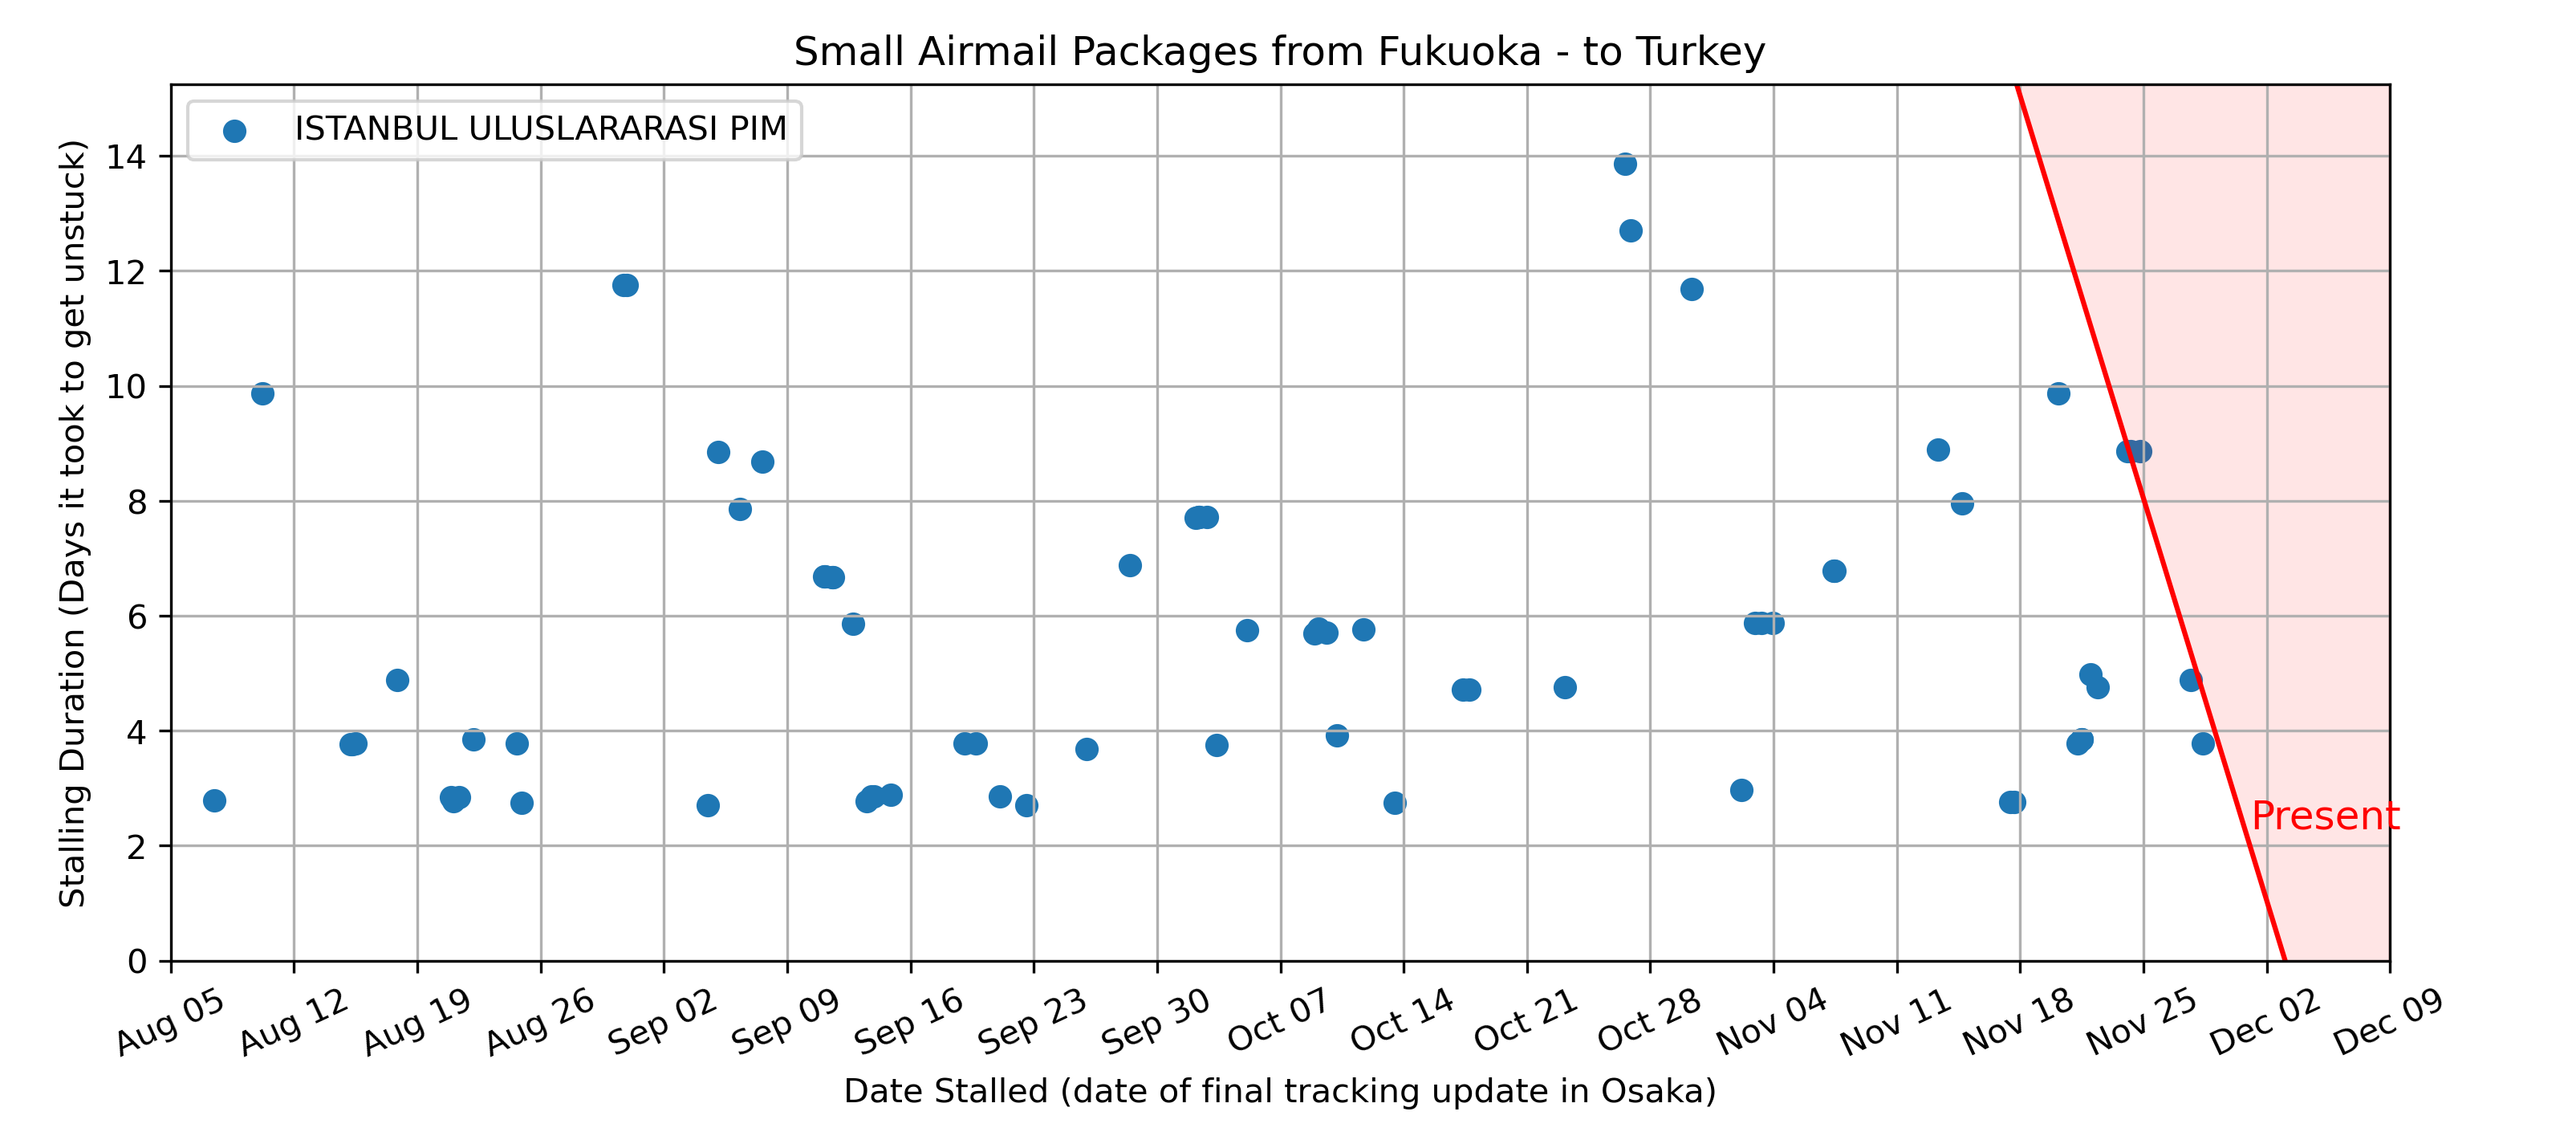 Small Airmail Packages from Fukuoka - to Turkey
ISTANBUL ULUSLARARASI PIM
Stalling Duration (Days it took to get unstuck)
14
12
10
8
6
4
2
0
Present
Aug 05
Aug 12
Aug 19
Aug 26
Sep 02
Sep 09
Sep 16
Sep 23
Sep 30
Oct 07
Oct 14
Oct 21
Oct 28
Nov 04
Nov 11
Nov 18
Nov 25
Dec 02
Dec 09
Date Stalled (date of final tracking update in Osaka)